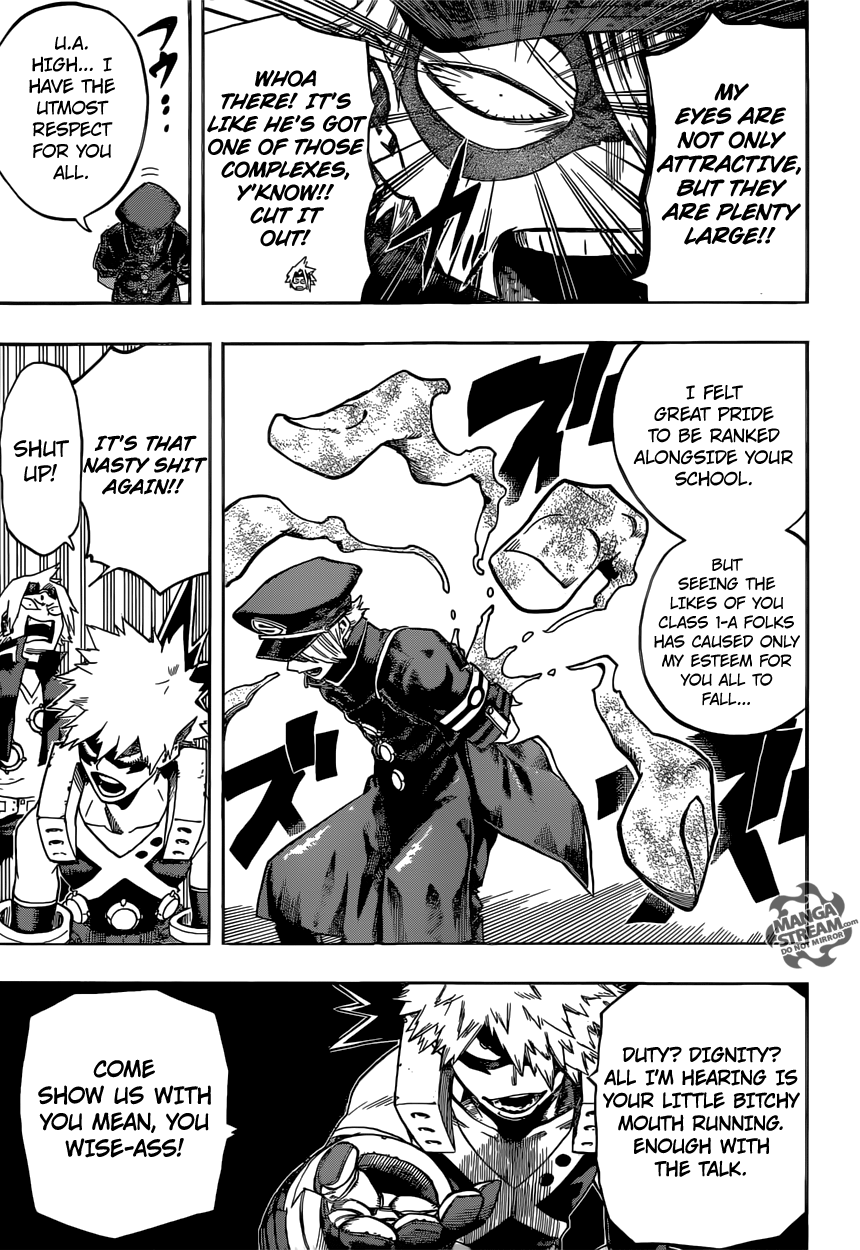 MY
EYES ARE
NOT ONLY
ATTRACTIVE,
BUT THEY
ARE PLENTY
LARGE!!
WHOA
THERE! IT'S
LIKE HE'S GOT
ONE OF THOSE
COMPLEXES,
Y'KNOW!!
CUT IT
OUT!
U.A.
HIGH... I
HAVE THE
UTMOST
RESPECT
FOR YOU
ALL.
I FELT
GREAT PRIDE
TO BE RANKED
ALONGSIDE YOUR
SCHOOL.
BUT
SEEING THE
LIKES OF YOU
CLASS 1-A FOLKS
HAS CAUSED ONLY
MY ESTEEM FOR
YOU ALL TO
FALL...
IT'S THAT
NASTY SHIT
AGAIN!!
SHUT
UP!
MANGA
STREAM.com
DO NOT MIRROR
DUTY? DIGNITY?
ALL I'M HEARING IS
YOUR LITTLE BITCHY
MOUTH RUNNING.
ENOUGH WITH
THE TALK.
COME
SHOW US WITH
YOU MEAN, YOU
WISE-ASS!